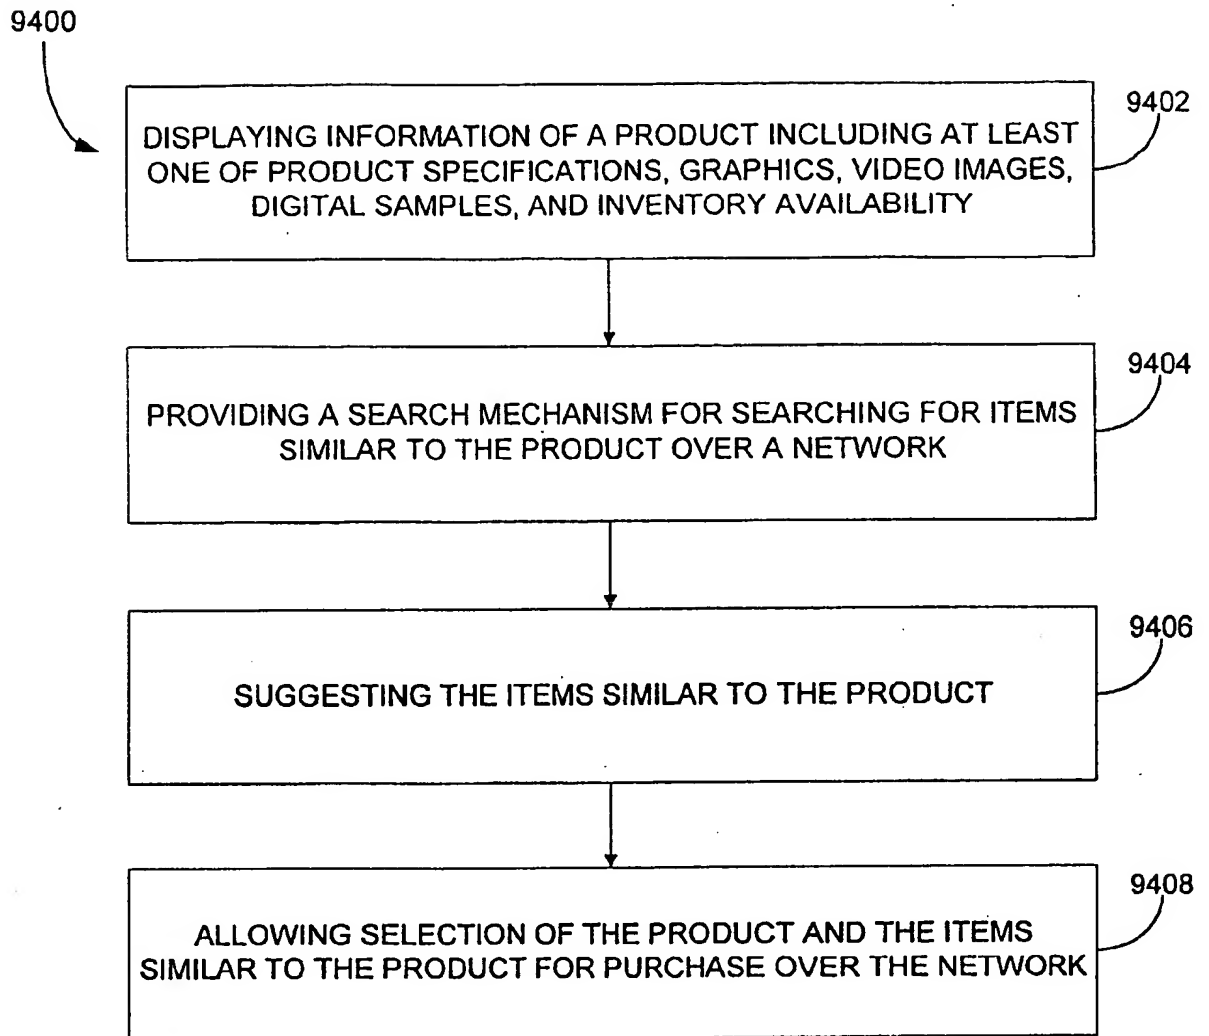 9400
9402
DISPLAYING INFORMATION OF A PRODUCT INCLUDING AT LEAST
ONE OF PRODUCT SPECIFICATIONS, GRAPHICS, VIDEO IMAGES,
DIGITAL SAMPLES, AND INVENTORY AVAILABILITY
9404
PROVIDING A SEARCH MECHANISM FOR SEARCHING FOR ITEMS
SIMILAR TO THE PRODUCT OVER A NETWORK
9406
SUGGESTING THE ITEMS SIMILAR TO THE PRODUCT
9408
ALLOWING SELECTION OF THE PRODUCT AND THE ITEMS
SIMILAR TO THE PRODUCT FOR PURCHASE OVER THE NETWORK